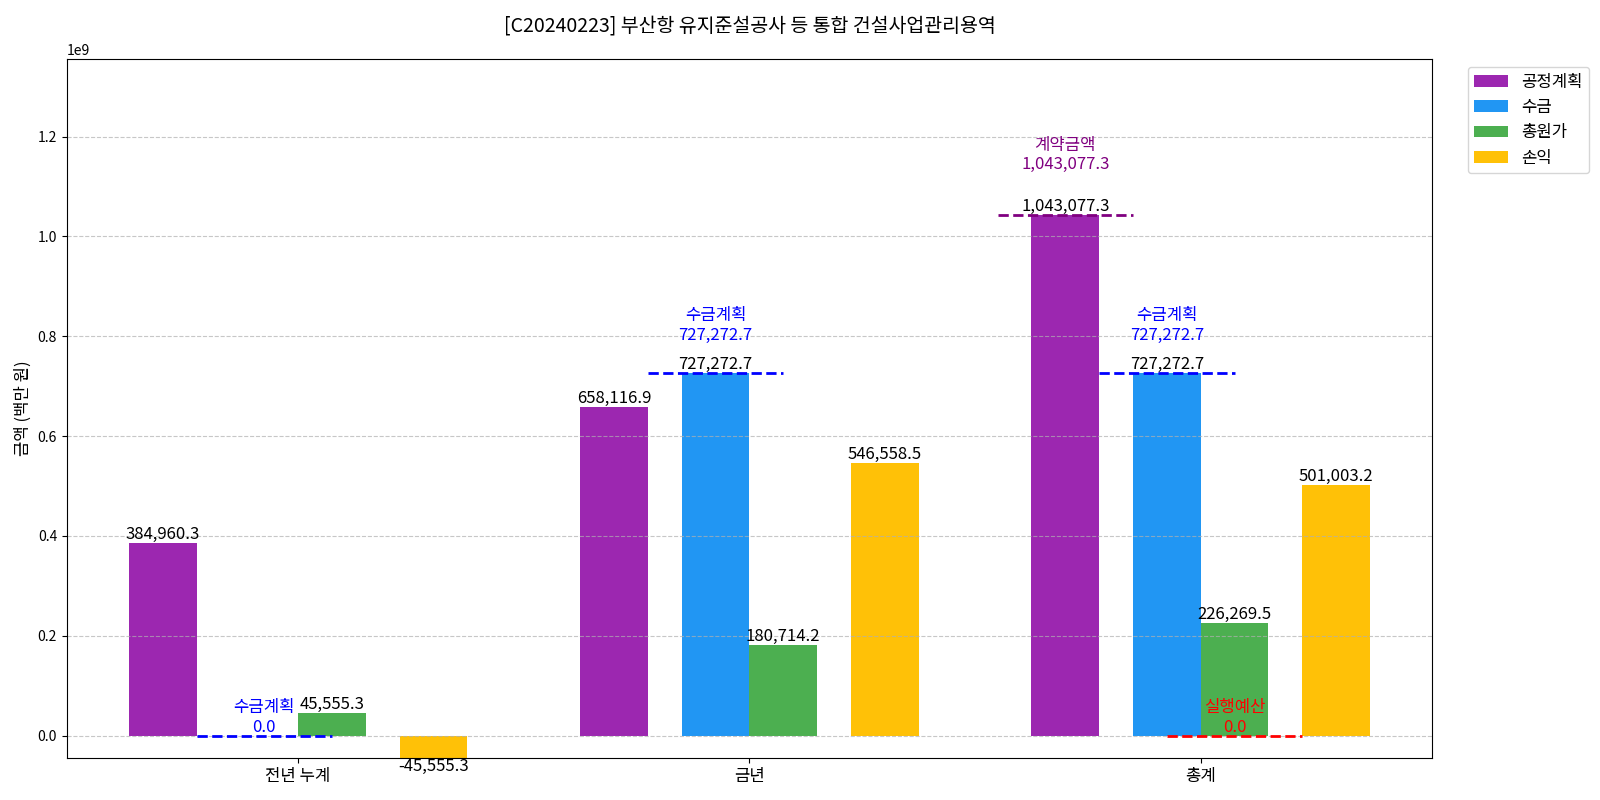 [C20240223] 부산항 유지준설공사 등 통합 건설사업관리용역
1e9
금액 (백만 원)
1.2
1.0
0.8
0.6
0.4
0.2
0.0
384,960.3
수금계획
0.0
45,555.3
-45,555.3
658,116.9
수금계획
727,272.7
727,272.7
180,714.2
546,558.5
계약금액
1,043,077.3
1,043,077.3
수금계획
727,272.7
727,272.7
226,269.5
실행예산
0.0
501,003.2
전년 누계
금년
총계
공정계획
수금
총원가
손익